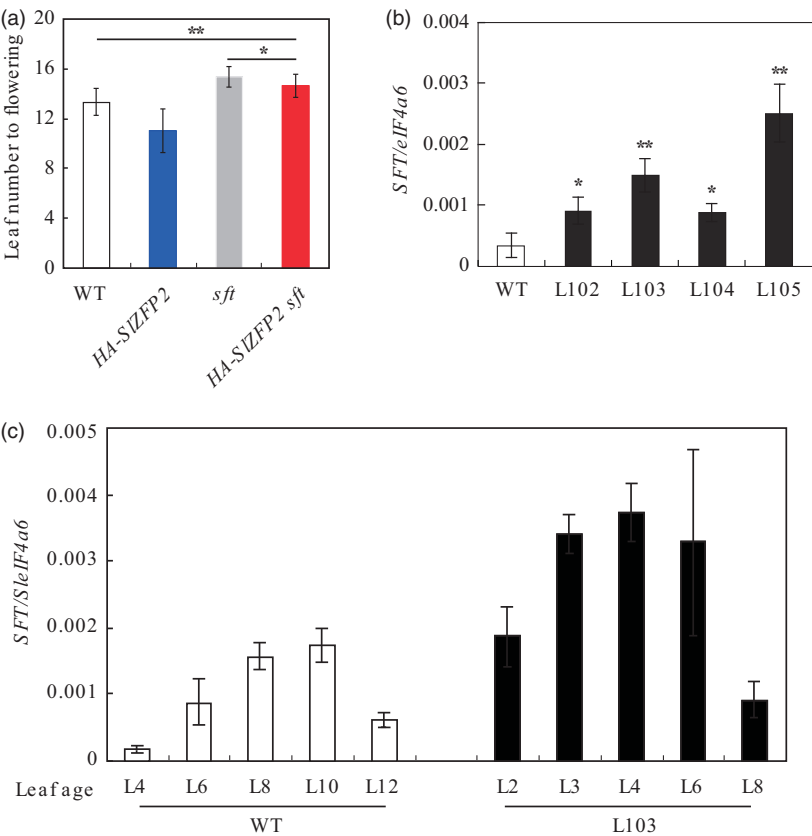 (a)
20
16
12
8
4
0
Leaf number to flowering
**
*
WT
HA-SlZFP2
sft
HA-SlZFP2 sft
(b)
0.004
0.003
0.002
0.001
0
SFT/eIF4a6
*
**
*
**
WT L102 L103 L104 L105
(c)
0.005
0.004
0.003
0.002
0.001
0
SFT/SleIF4a6
Leaf age L4 L6 L8 L10 L12 L2 L3 L4 L6 L8
WT L103